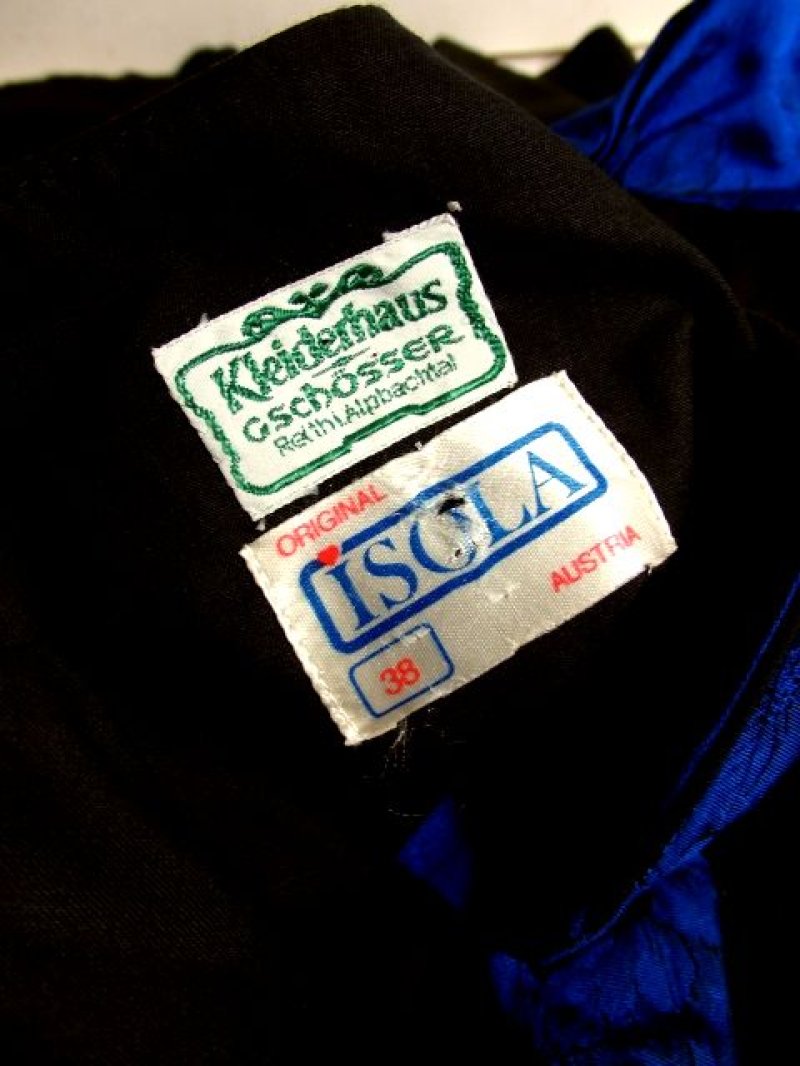 Kleiderhaus
GSCHÖSSER
Reith i. Alpbachtal
ORIGINAL
ISOLA
AUSTRIA
38